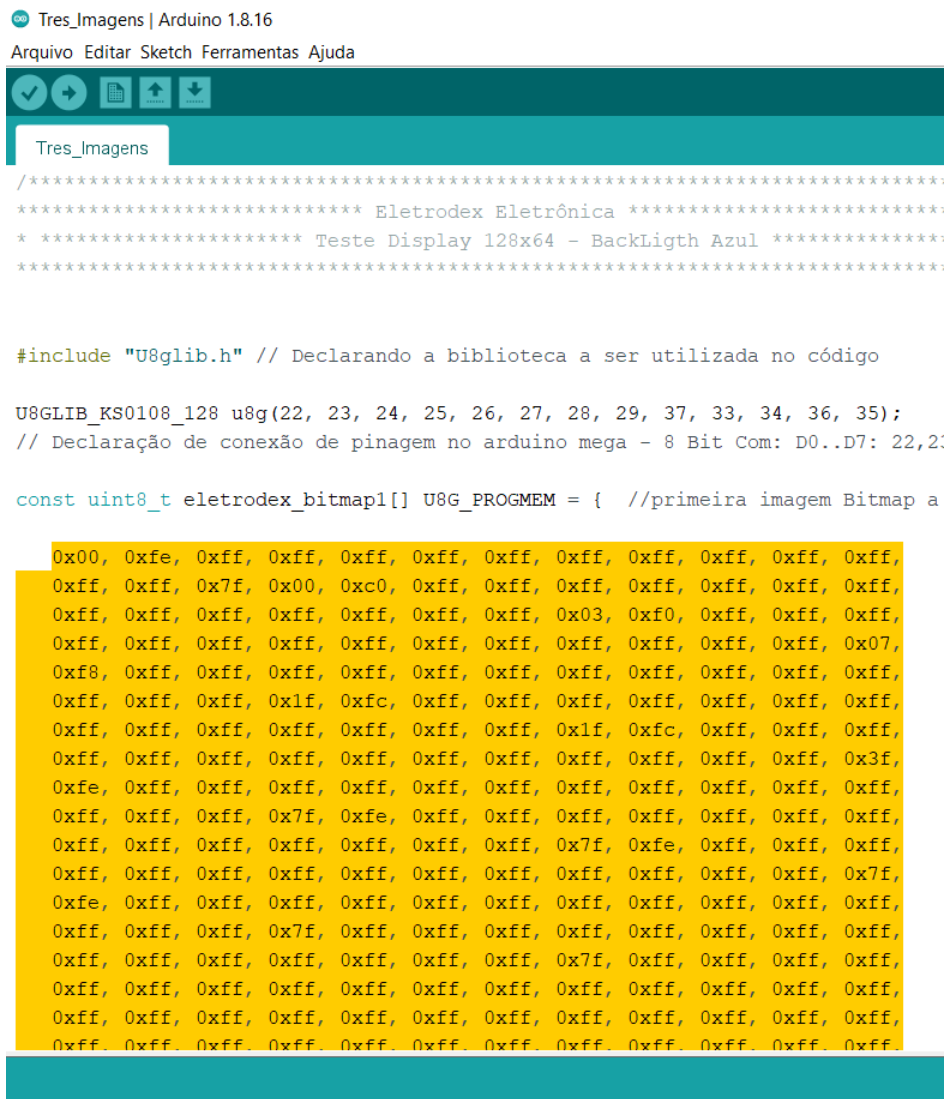 Tres_Imagens | Arduino 1.8.16
Arquivo Editar Sketch Ferramentas Ajuda
Tres_Imagens
/****************************************************************************
***************************** Eletrodex Eletrônica **************************
* ********************** Teste Display 128x64 - BackLigth Azul **************
*****************************************************************************
#include "U8glib.h" // Declarando a biblioteca a ser utilizada no código
U8GLIB_KS0108_128 u8g(22, 23, 24, 25, 26, 27, 28, 29, 37, 33, 34, 36, 35);
// Declaração de conexão de pinagem no arduino mega - 8 Bit Com: D0..D7: 22,23
const uint8_t eletrodex_bitmap1[] U8G_PROGMEM = { //primeira imagem Bitmap a
0x00, 0xfe, 0xff, 0xff, 0xff, 0xff, 0xff, 0xff, 0xff, 0xff, 0xff, 0xff,
0xff, 0xff, 0x7f, 0x00, 0xc0, 0xff, 0xff, 0xff, 0xff, 0xff, 0xff, 0xff,
0xff, 0xff, 0xff, 0xff, 0xff, 0xff, 0xff, 0x03, 0xf0, 0xff, 0xff, 0xff,
0xff, 0xff, 0xff, 0xff, 0xff, 0xff, 0xff, 0xff, 0xff, 0xff, 0xff, 0x07,
0xf8, 0xff, 0xff, 0xff, 0xff, 0xff, 0xff, 0xff, 0xff, 0xff, 0xff, 0xff,
0xff, 0xff, 0xff, 0x1f, 0xfc, 0xff, 0xff, 0xff, 0xff, 0xff, 0xff, 0xff,
0xff, 0xff, 0xff, 0xff, 0xff, 0xff, 0xff, 0x1f, 0xfc, 0xff, 0xff, 0xff,
0xff, 0xff, 0xff, 0xff, 0xff, 0xff, 0xff, 0xff, 0xff, 0xff, 0xff, 0x3f,
0xfe, 0xff, 0xff, 0xff, 0xff, 0xff, 0xff, 0xff, 0xff, 0xff, 0xff, 0xff,
0xff, 0xff, 0xff, 0x7f, 0xfe, 0xff, 0xff, 0xff, 0xff, 0xff, 0xff, 0xff,
0xff, 0xff, 0xff, 0xff, 0xff, 0xff, 0xff, 0x7f, 0xfe, 0xff, 0xff, 0xff,
0xff, 0xff, 0xff, 0xff, 0xff, 0xff, 0xff, 0xff, 0xff, 0xff, 0xff, 0x7f,
0xfe, 0xff, 0xff, 0xff, 0xff, 0xff, 0xff, 0xff, 0xff, 0xff, 0xff, 0xff,
0xff, 0xff, 0xff, 0x7f, 0xff, 0xff, 0xff, 0xff, 0xff, 0xff, 0xff, 0xff,
0xff, 0xff, 0xff, 0xff, 0xff, 0xff, 0xff, 0x7f, 0xff, 0xff, 0xff, 0xff,
0xff, 0xff, 0xff, 0xff, 0xff, 0xff, 0xff, 0xff, 0xff, 0xff, 0xff, 0xff,
0xff, 0xff, 0xff, 0xff, 0xff, 0xff, 0xff, 0xff, 0xff, 0xff, 0xff, 0xff,
0xff, 0xff, 0xff, 0xff, 0xff, 0xff, 0xff, 0xff, 0xff, 0xff, 0xff, 0xff,